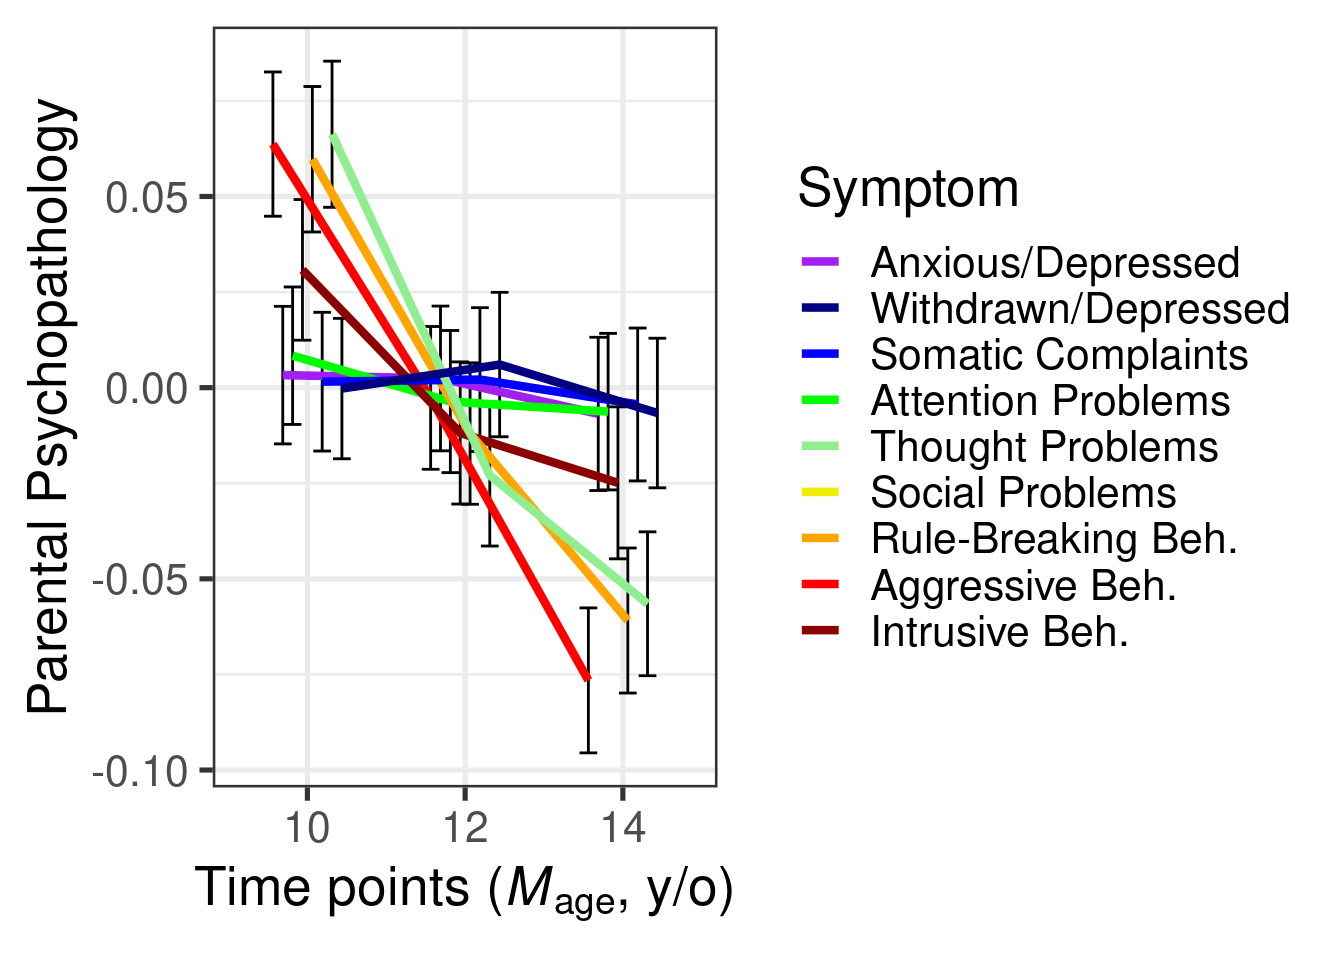 Parental Psychopathology
0.05
0.00
-0.05
-0.10
10 12 14
Time points (Mage, y/o)
Symptom
Anxious/Depressed
Withdrawn/Depressed
Somatic Complaints
Attention Problems
Thought Problems
Social Problems
Rule-Breaking Beh.
Aggressive Beh.
Intrusive Beh.